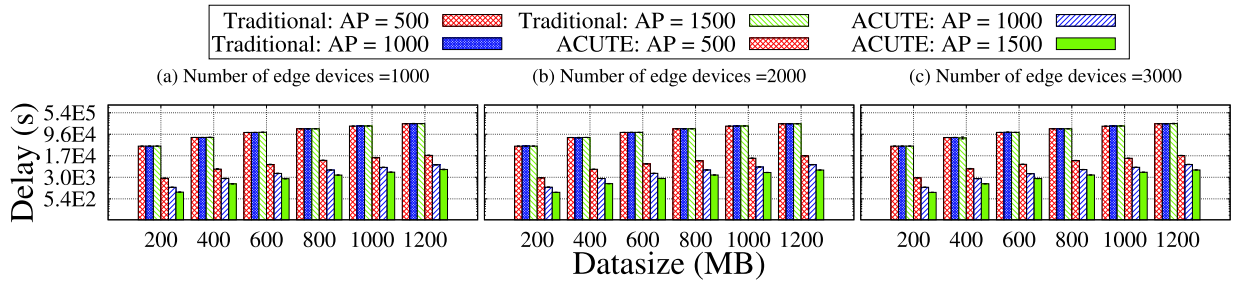 Traditional: AP = 500 Traditional: AP = 1500 ACUTE: AP = 1000
Traditional: AP = 1000 ACUTE: AP = 500 ACUTE: AP = 1500
(a) Number of edge devices =1000 (b) Number of edge devices =2000 (c) Number of edge devices =3000
Delay (s)
5.4E5
9.6E4
1.7E4
3.0E3
5.4E2
200 400 600 800 1000 1200 200 400 600 800 1000 1200 200 400 600 800 1000 1200
Datasize (MB)